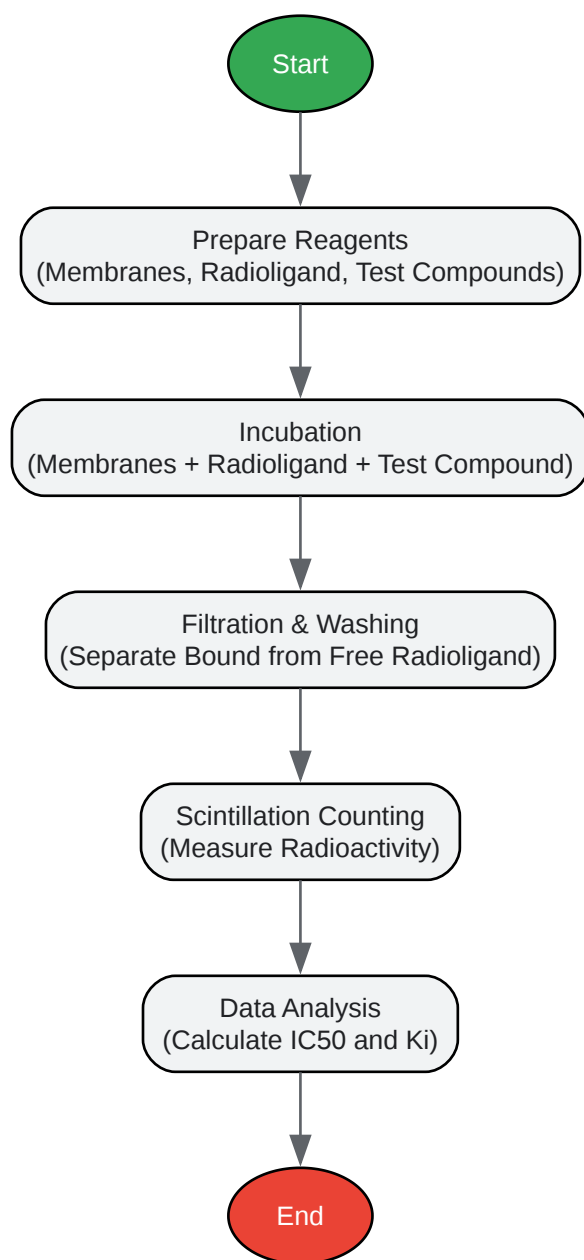 Start
Prepare Reagents
(Membranes, Radioligand, Test Compounds)
Incubation
(Membranes + Radioligand + Test Compound)
Filtration & Washing
(Separate Bound from Free Radioligand)
Scintillation Counting
(Measure Radioactivity)
Data Analysis
(Calculate IC50 and Ki)
End